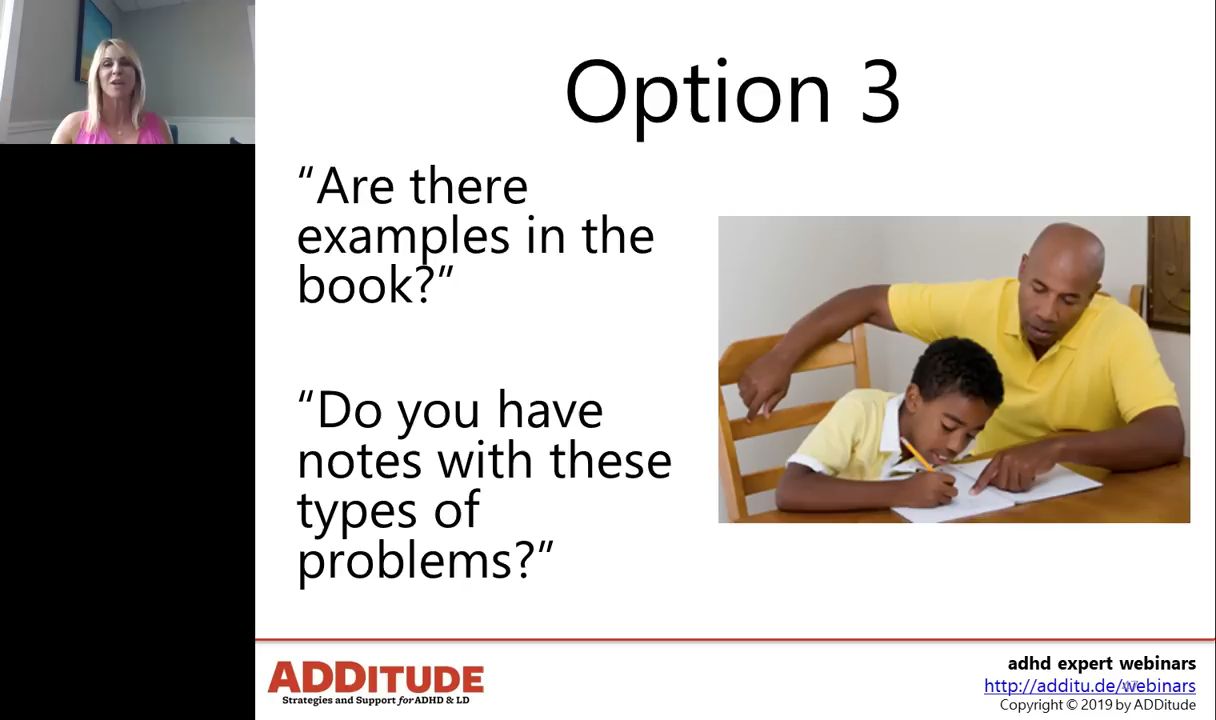 Option 3
“Are there
examples in the
book?”
“Do you have
notes with these
types of
problems?”
ADDITUDE
Strategies and Support for ADHD & LD
adhd expert webinars
http://additu.de/webinars
Copyright © 2019 by ADDitude